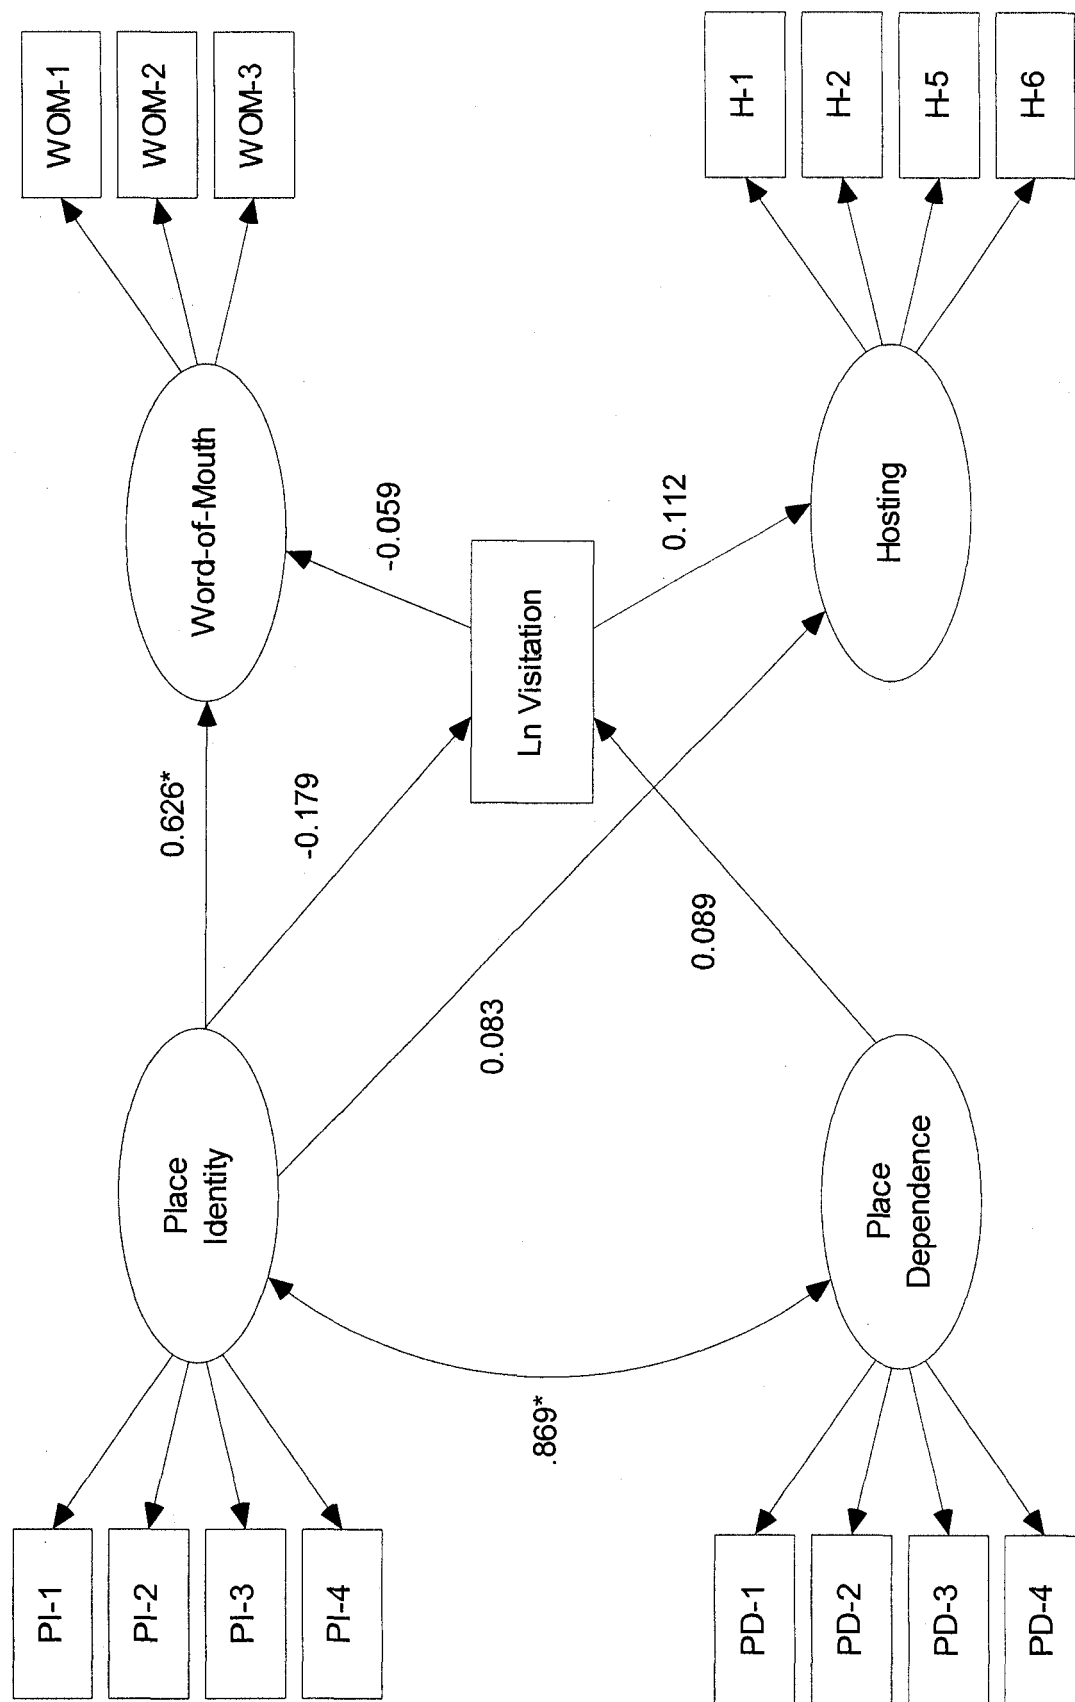 PI-1
PI-2
PI-3
PI-4
Place
Identity
0.626*
-0.179
0.083
Word-of-Mouth
WOM-1
WOM-2
WOM-3
-0.059
Ln Visitation
0.112
.869*
0.089
PD-1
PD-2
PD-3
PD-4
Place
Dependence
Hosting
H-1
H-2
H-5
H-6